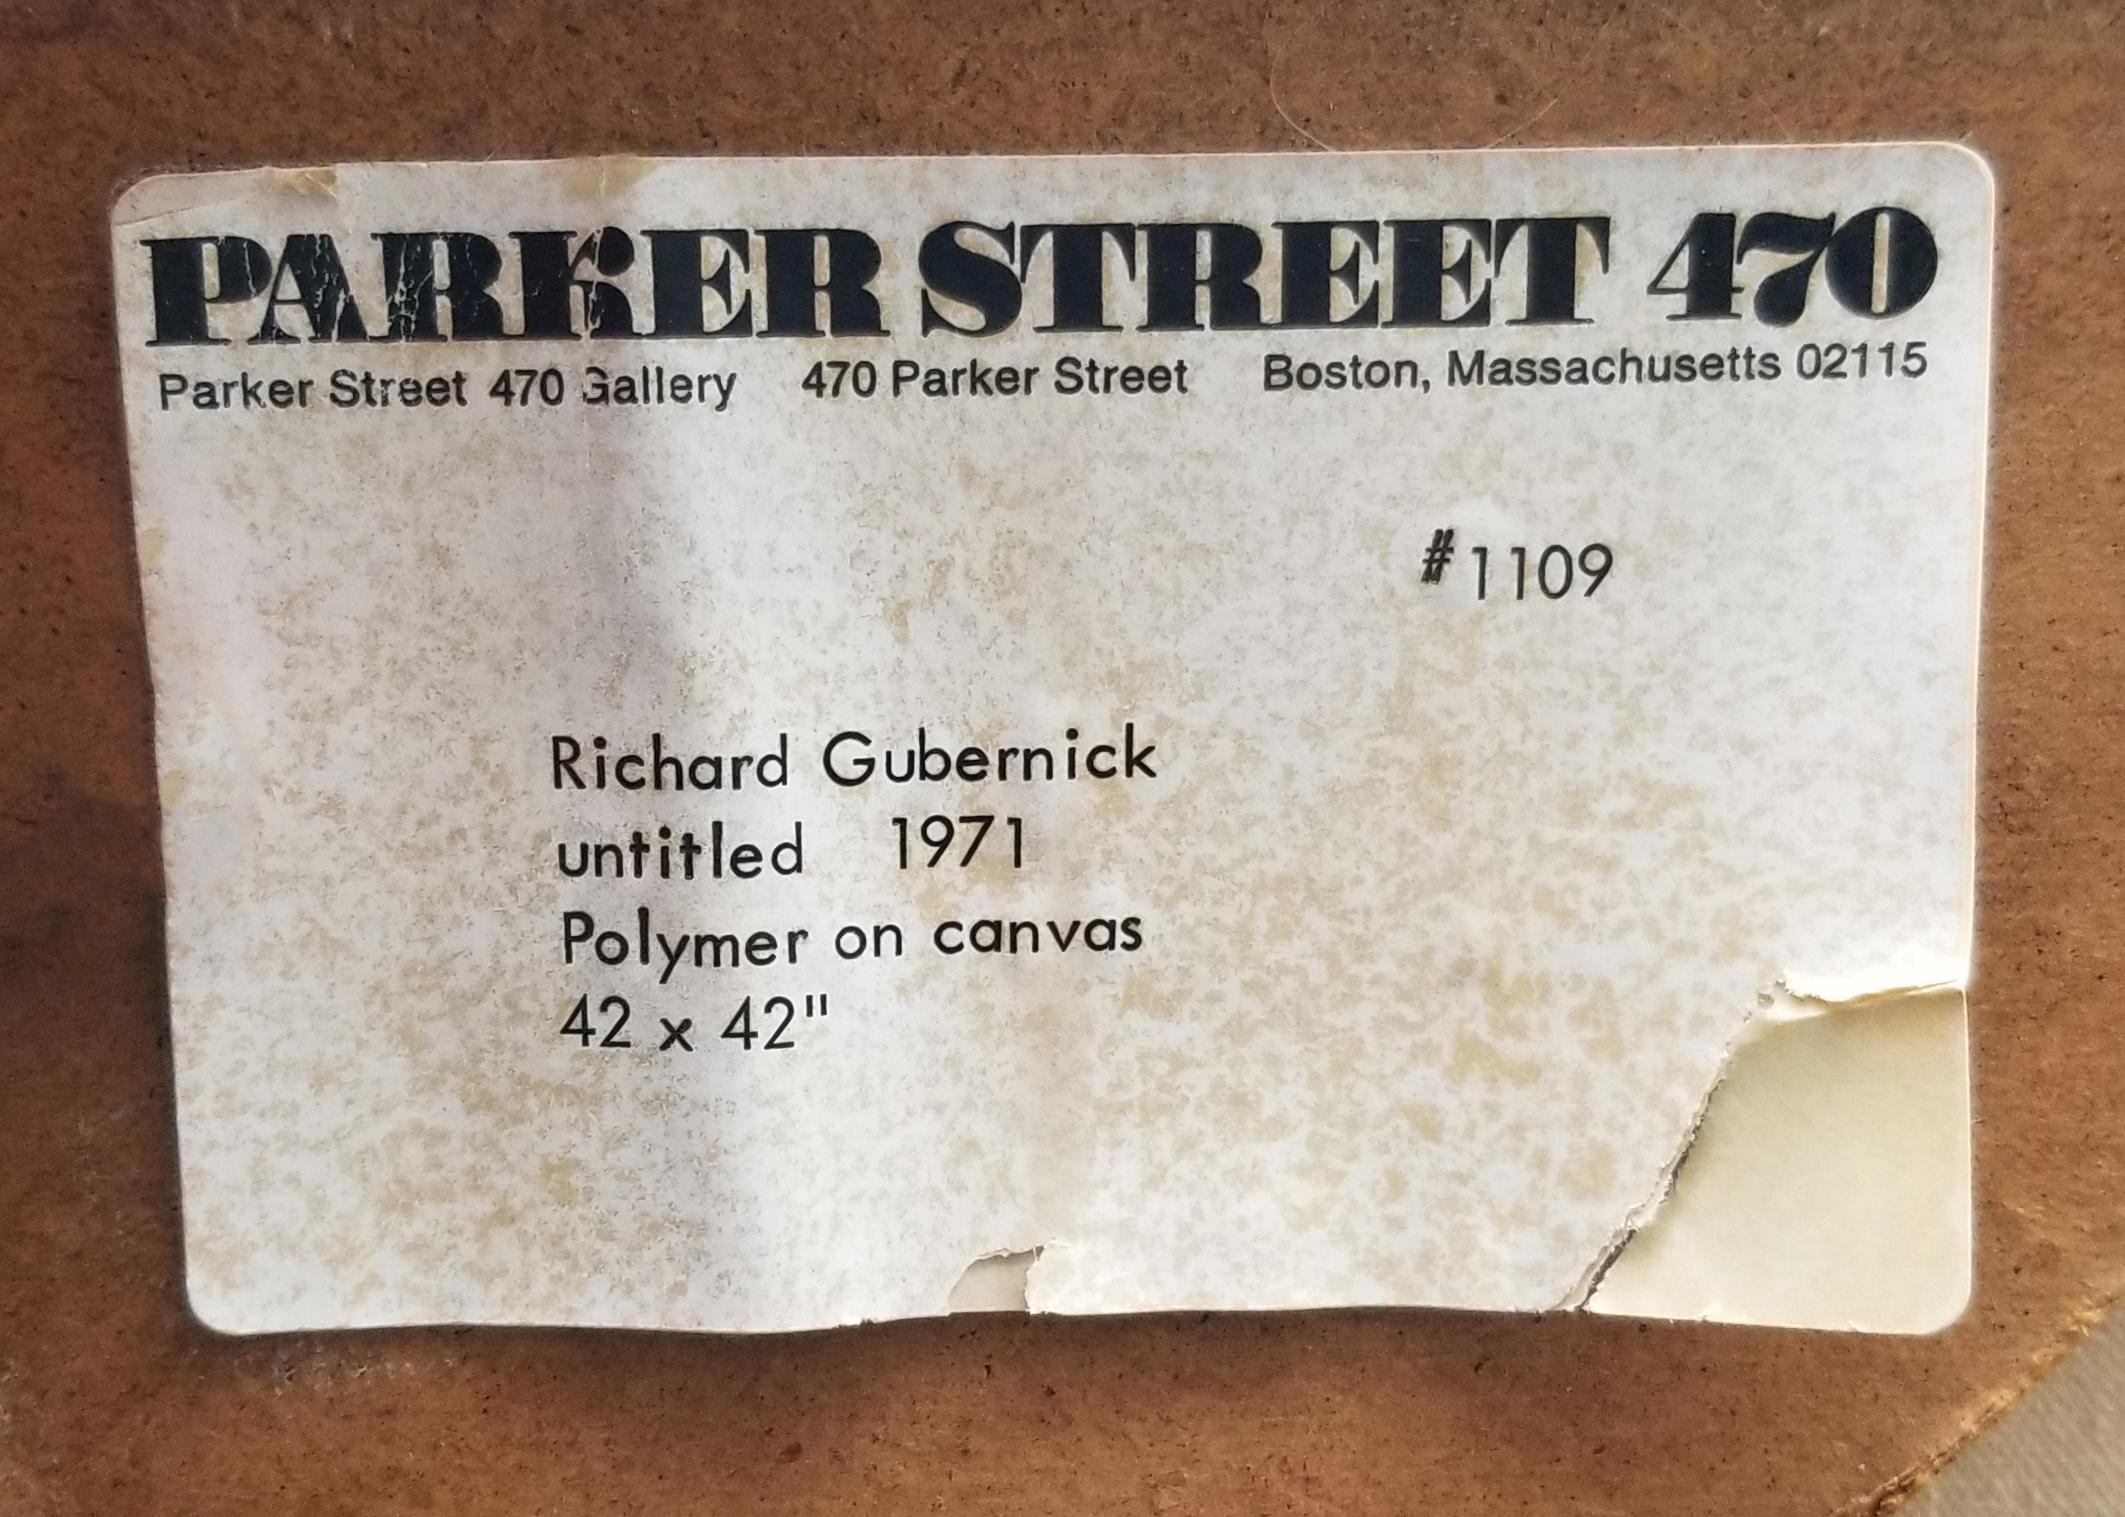 PARKER STREET 470
Parker Street 470 Gallery 470 Parker Street Boston, Massachusetts 02115
#1109
Richard Gubernick
untitled 1971
Polymer on canvas
42 x 42"